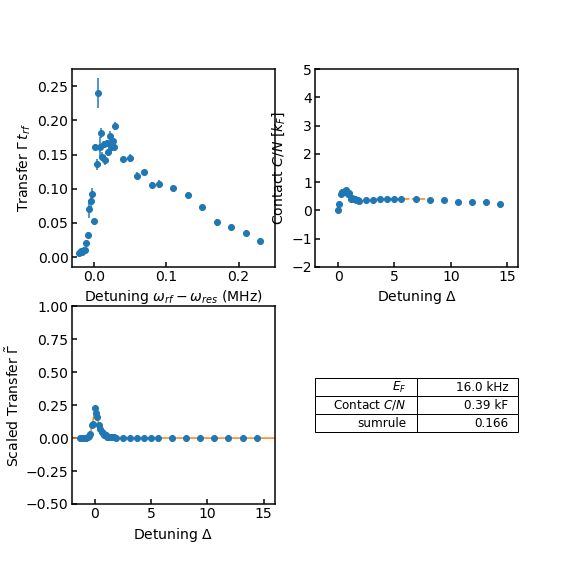 Transfer Γ t_rf
0.25
0.20
0.15
0.10
0.05
0.00
0.0 0.1 0.2
Detuning ω_rf − ω_res (MHz)
Contact C/N [k_F]
5
4
3
2
1
0
−1
−2
0 5 10 15
Detuning Δ
Scaled Transfer Γ̃
1.00
0.75
0.50
0.25
0.00
−0.25
−0.50
0 5 10 15
Detuning Δ
E_F 16.0 kHz
Contact C/N 0.39 kF
sumrule 0.166